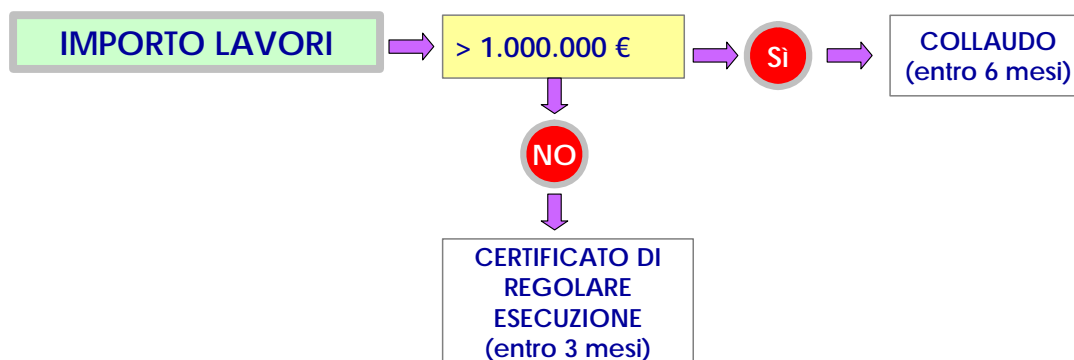 IMPORTO LAVORI
> 1.000.000 €
Sì
COLLAUDO
(entro 6 mesi)
NO
CERTIFICATO DI
REGOLARE
ESECUZIONE
(entro 3 mesi)